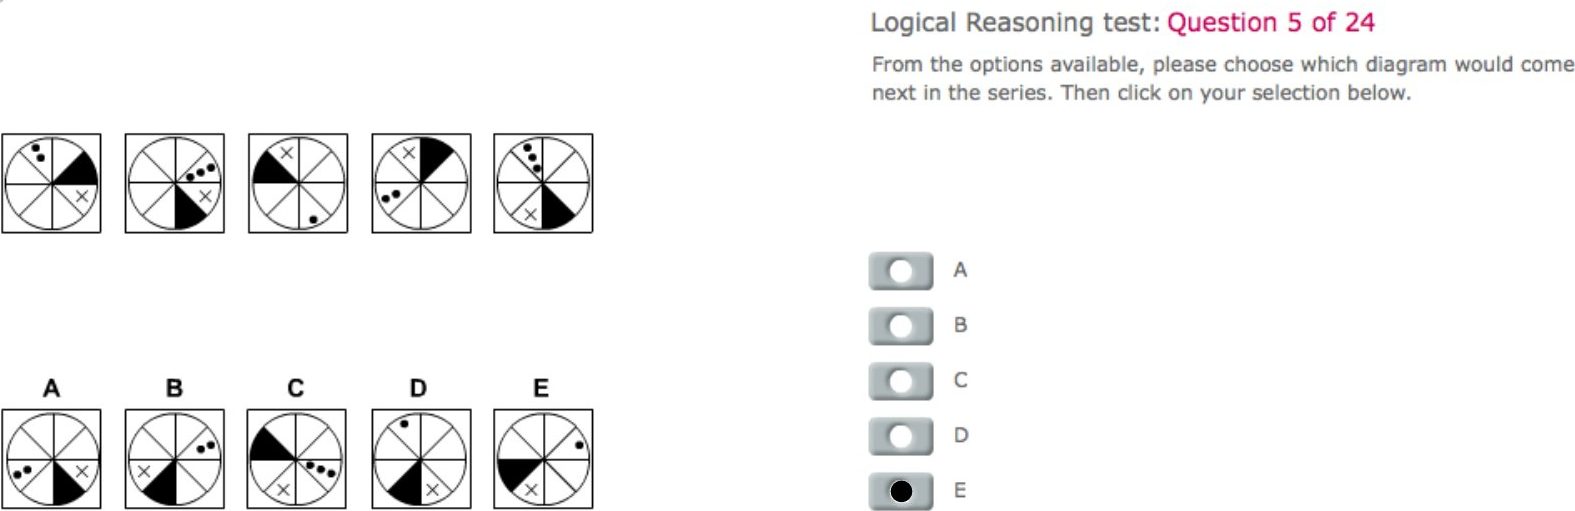 Logical Reasoning test: Question 5 of 24
From the options available, please choose which diagram would come
next in the series. Then click on your selection below.
A
B
C
D
E
A B C D E